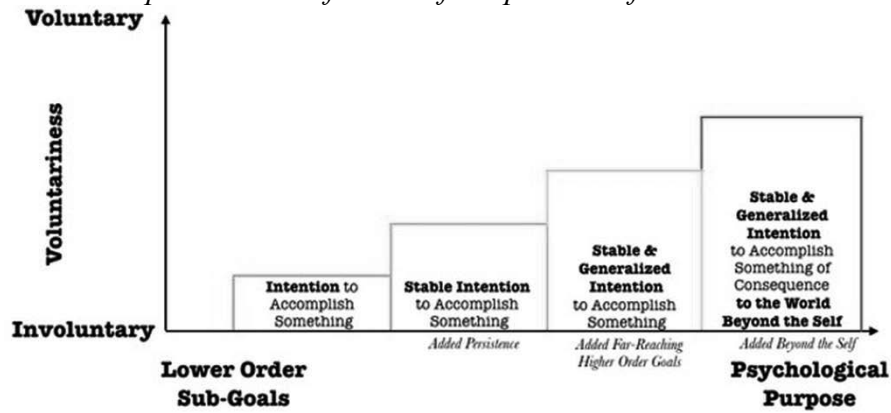 Voluntary
Voluntariness
Involuntary
Intention to
Accomplish
Something
Stable Intention
to Accomplish
Something
Added Persistence
Stable &
Generalized
Intention
to Accomplish
Something
Added Far-Reaching
Higher Order Goals
Stable &
Generalized
Intention
to Accomplish
Something of
Consequence
to the World
Beyond the Self
Added Beyond the Self
Lower Order
Sub-Goals
Psychological
Purpose